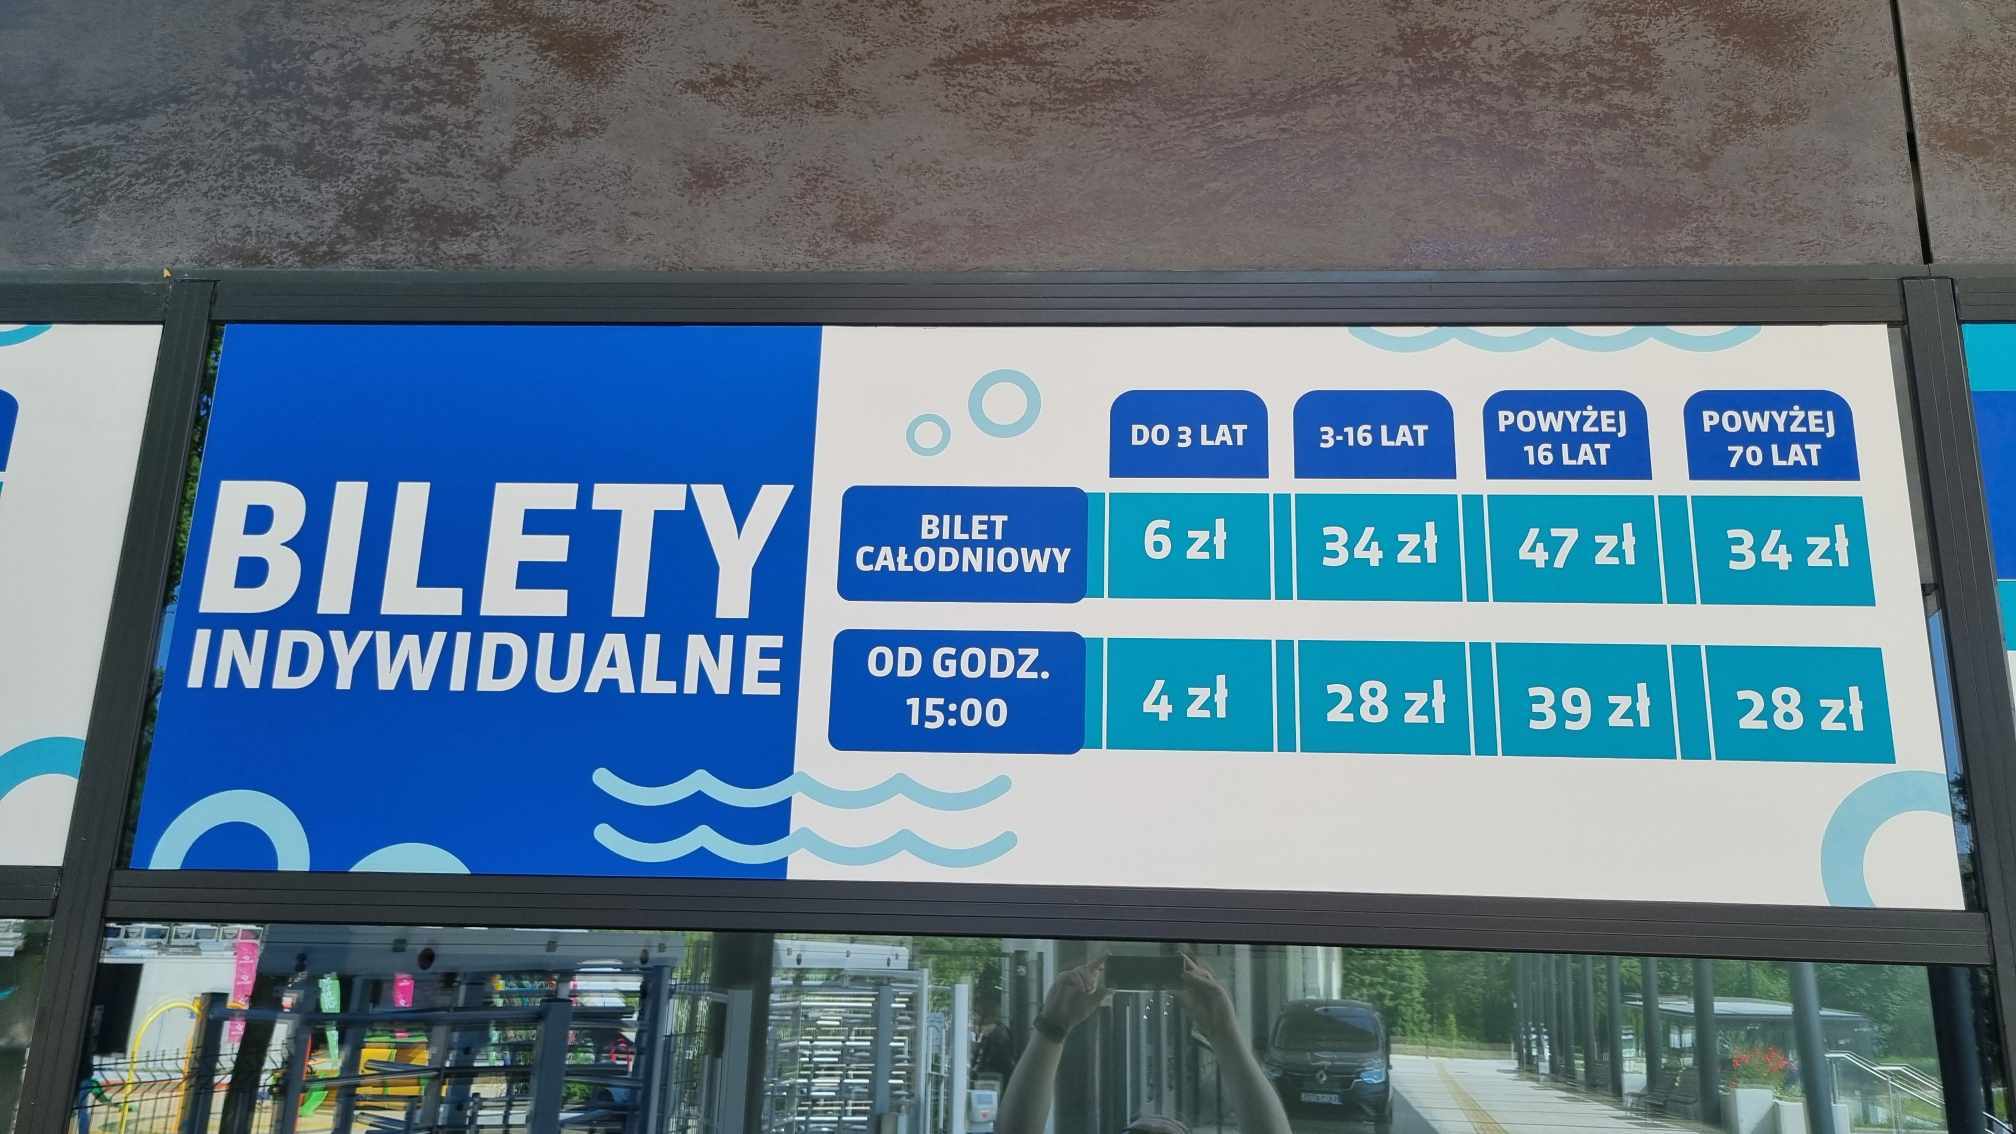 BILETY
INDYWIDUALNE
DO 3 LAT
3-16 LAT
POWYŻEJ
16 LAT
POWYŻEJ
70 LAT
BILET
CAŁODNIOWY
6 zł
34 zł
47 zł
34 zł
OD GODZ.
15:00
4 zł
28 zł
39 zł
28 zł